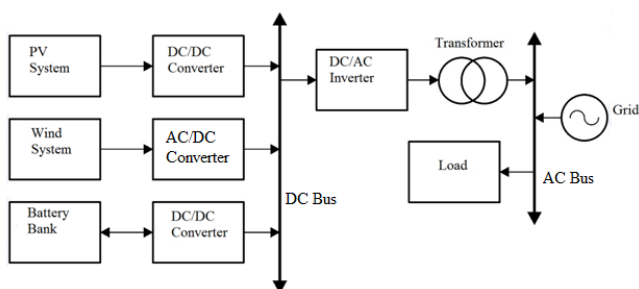 PV
System
DC/DC
Converter
DC/AC
Inverter
Transformer
Grid
Wind
System
AC/DC
Converter
Load
AC Bus
DC Bus
Battery
Bank
DC/DC
Converter